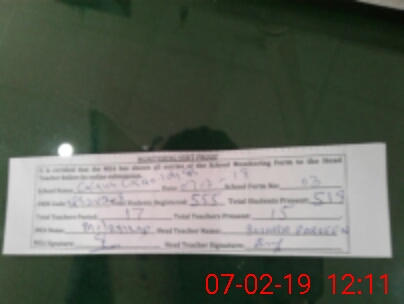 MONITORING VISIT PROOF
It is certified that the MEA has shown all entries of the School Monitoring Form to the Head
Teacher before its online submission.
School Name: Date: 07-02-19 School Form No: 03
EMIS Code: Students Registered: 555 Total Students Present: 519
Total Teachers Posted: 17 Total Teachers Present: 15
MEA Name: Head Teacher Name: PARVEEN
MEA Signature: Head Teacher Signature:
07-02-19 12:11